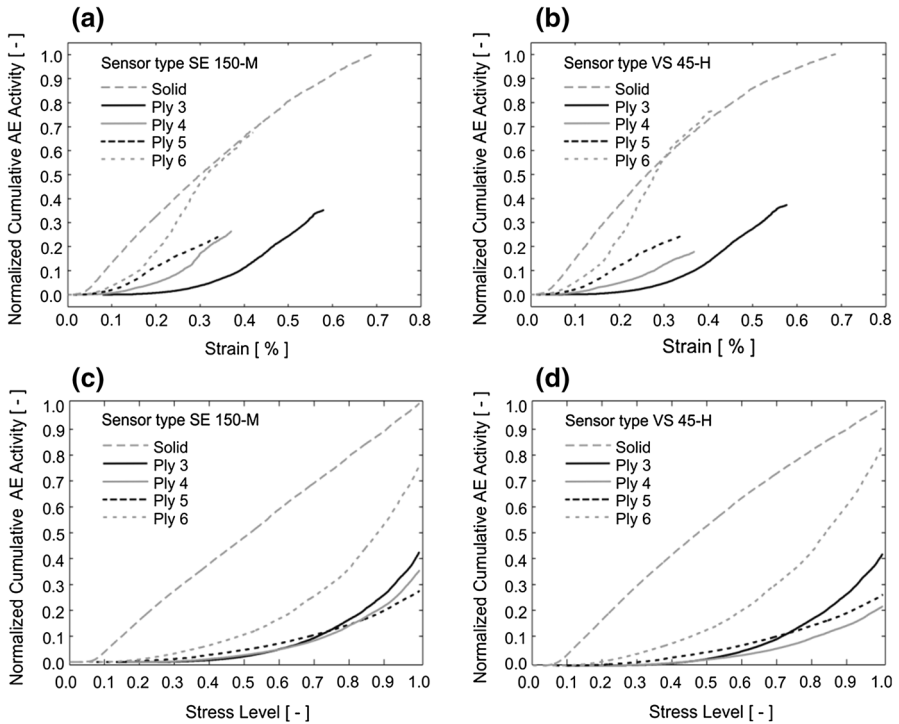 (a)
Normalized Cumulative AE Activity [ - ]
1.0
0.9
0.8
0.7
0.6
0.5
0.4
0.3
0.2
0.1
0.0
Sensor type SE 150-M
Solid
Ply 3
Ply 4
Ply 5
Ply 6
0.0 0.1 0.2 0.3 0.4 0.5 0.6 0.7 0.8
Strain [ % ]
(b)
Normalized Cumulative AE Activity [ - ]
1.0
0.9
0.8
0.7
0.6
0.5
0.4
0.3
0.2
0.1
0.0
Sensor type VS 45-H
Solid
Ply 3
Ply 4
Ply 5
Ply 6
0.0 0.1 0.2 0.3 0.4 0.5 0.6 0.7 0.8
Strain [ % ]
(c)
Normalized Cumulative AE Activity [ - ]
1.0
0.9
0.8
0.7
0.6
0.5
0.4
0.3
0.2
0.1
0.0
Sensor type SE 150-M
Solid
Ply 3
Ply 4
Ply 5
Ply 6
0.0 0.1 0.2 0.3 0.4 0.5 0.6 0.7 0.8 0.9 1.0
Stress Level [ - ]
(d)
Normalized Cumulative AE Activity [ - ]
1.0
0.9
0.8
0.7
0.6
0.5
0.4
0.3
0.2
0.1
0.0
Sensor type VS 45-H
Solid
Ply 3
Ply 4
Ply 5
Ply 6
0.0 0.1 0.2 0.3 0.4 0.5 0.6 0.7 0.8 0.9 1.0
Stress Level [ - ]